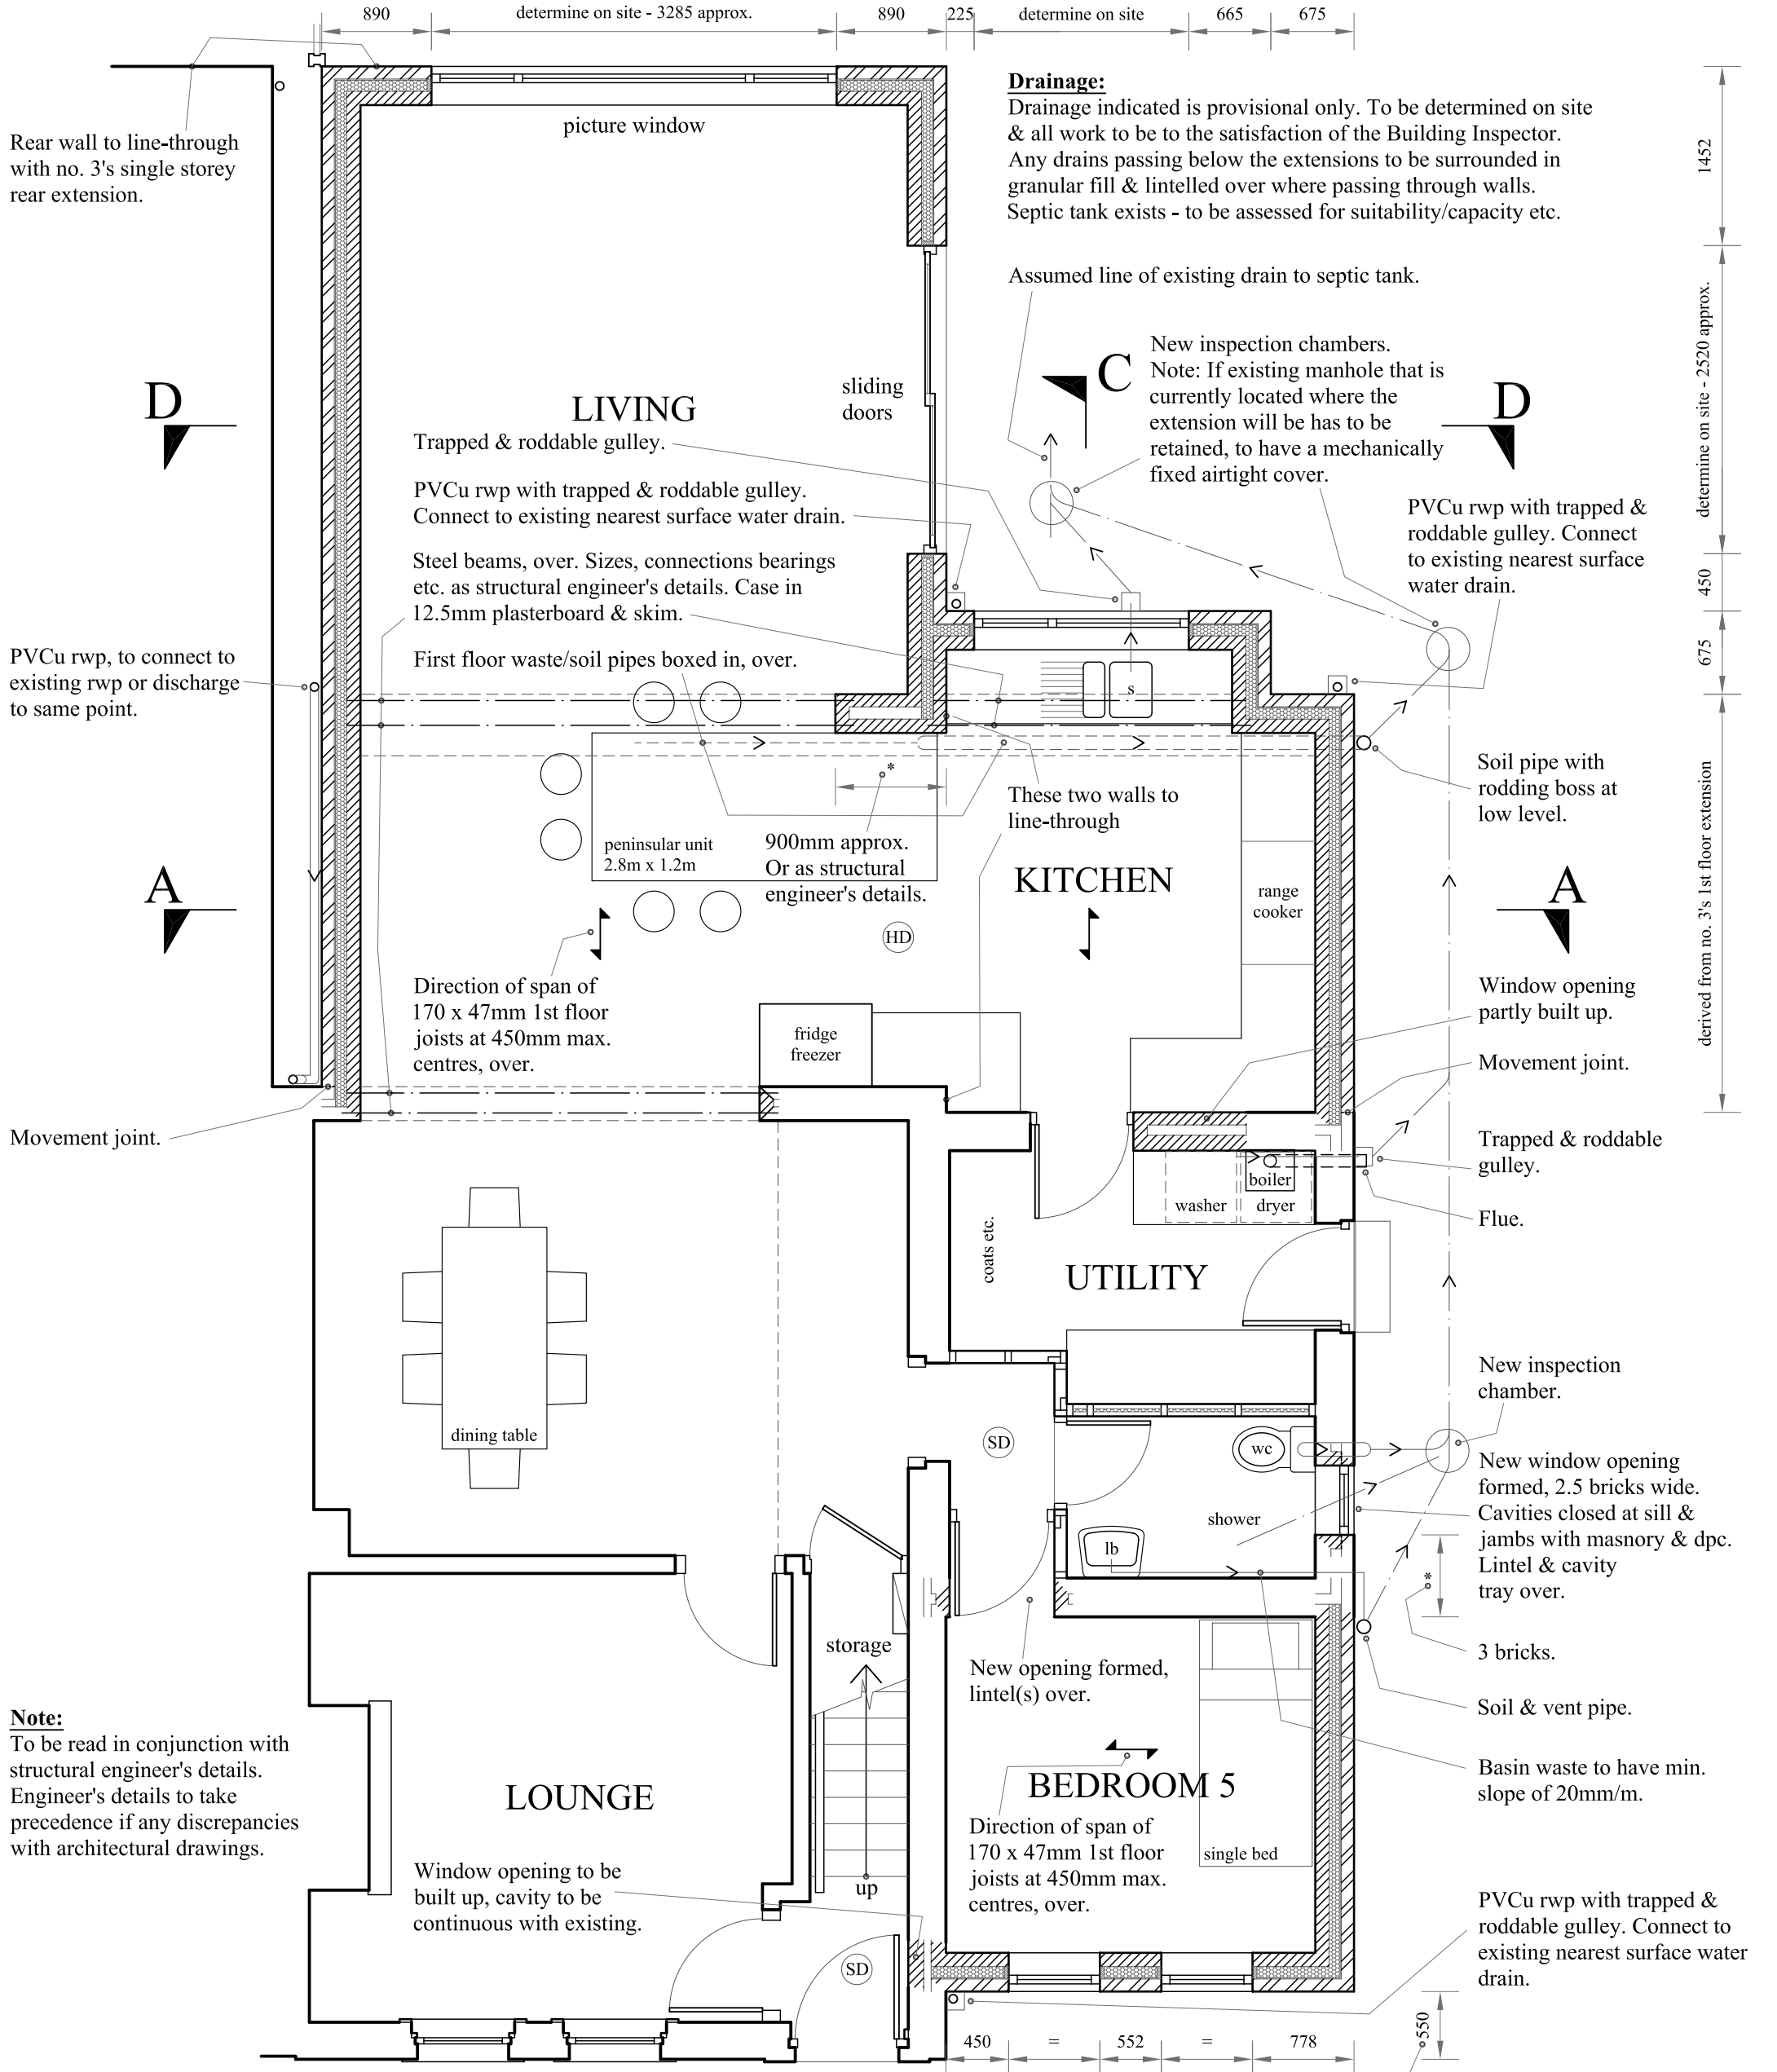 890
determine on site - 3285 approx.
890
225
determine on site
665
675
Drainage:
Drainage indicated is provisional only. To be determined on site
& all work to be to the satisfaction of the Building Inspector.
Any drains passing below the extensions to be surrounded in
granular fill & lintelled over where passing through walls.
Septic tank exists - to be assessed for suitability/capacity etc.
picture window
Rear wall to line-through
with no. 3's single storey
rear extension.
1452
Assumed line of existing drain to septic tank.
determine on site - 2520 approx.
New inspection chambers.
Note: If existing manhole that is
currently located where the
extension will be has to be
retained, to have a mechanically
fixed airtight cover.
C
D
D
sliding
doors
LIVING
Trapped & roddable gulley.
PVCu rwp with trapped & roddable gulley.
Connect to existing nearest surface water drain.
PVCu rwp with trapped &
roddable gulley. Connect
to existing nearest surface
water drain.
Steel beams, over. Sizes, connections bearings
etc. as structural engineer's details. Case in
12.5mm plasterboard & skim.
450
675
First floor waste/soil pipes boxed in, over.
PVCu rwp, to connect to
existing rwp or discharge
to same point.
s
Soil pipe with
rodding boss at
low level.
*
These two walls to
line-through
peninsular unit
2.8m x 1.2m
900mm approx.
Or as structural
engineer's details.
KITCHEN
range
cooker
A
A
derived from no. 3's 1st floor extension
HD
Direction of span of
170 x 47mm 1st floor
joists at 450mm max.
centres, over.
fridge
freezer
Window opening
partly built up.
Movement joint.
Movement joint.
Trapped & roddable
gulley.
boiler
washer
dryer
Flue.
coats etc.
UTILITY
New inspection
chamber.
dining table
SD
wc
New window opening
formed, 2.5 bricks wide.
Cavities closed at sill &
jambs with masnory & dpc.
Lintel & cavity
tray over.
shower
lb
*
3 bricks.
storage
New opening formed,
lintel(s) over.
Soil & vent pipe.
Note:
To be read in conjunction with
structural engineer's details.
Engineer's details to take
precedence if any discrepancies
with architectural drawings.
Basin waste to have min.
slope of 20mm/m.
LOUNGE
BEDROOM 5
Direction of span of
170 x 47mm 1st floor
joists at 450mm max.
centres, over.
single bed
Window opening to be
built up, cavity to be
continuous with existing.
up
PVCu rwp with trapped &
roddable gulley. Connect to
existing nearest surface water
drain.
SD
450
=
552
=
778
550